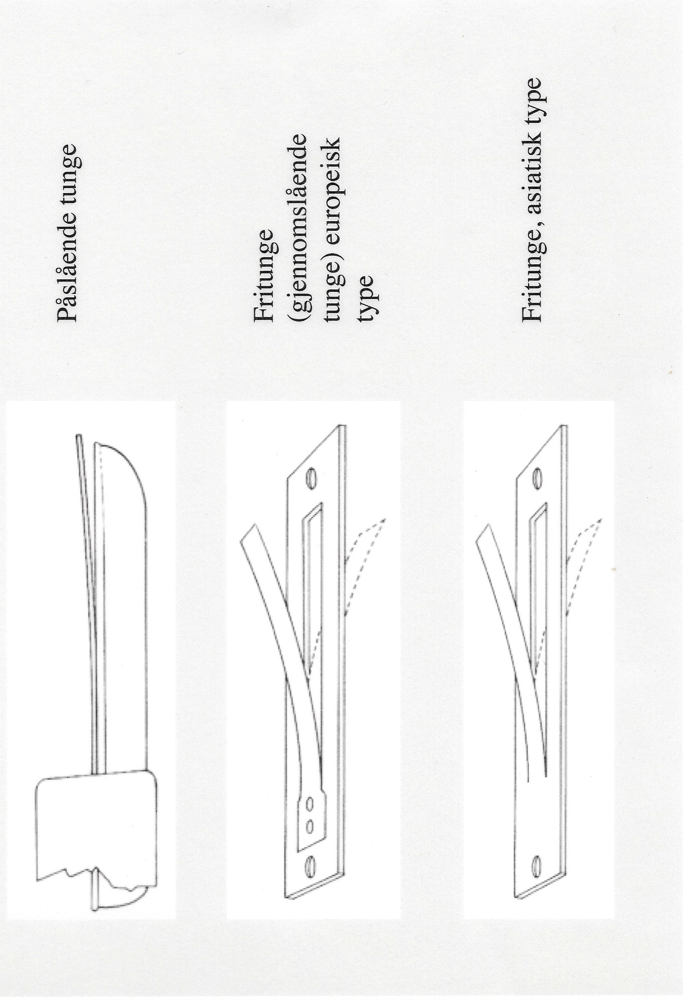 Påslående tunge
Fritunge
(gjennomslående
tunge) europeisk
type
Fritunge, asiatisk type